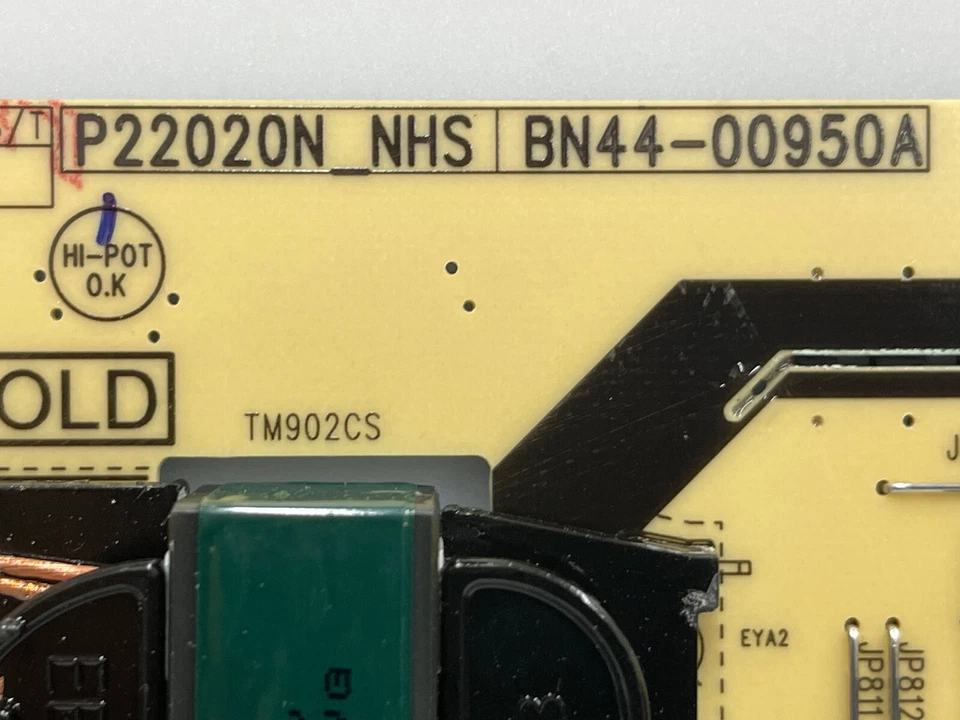 /T
P22020N_NHS BN44-00950A
HI-POT
O.K
OLD
TM902CS
J
EYA2
JP811
JP812